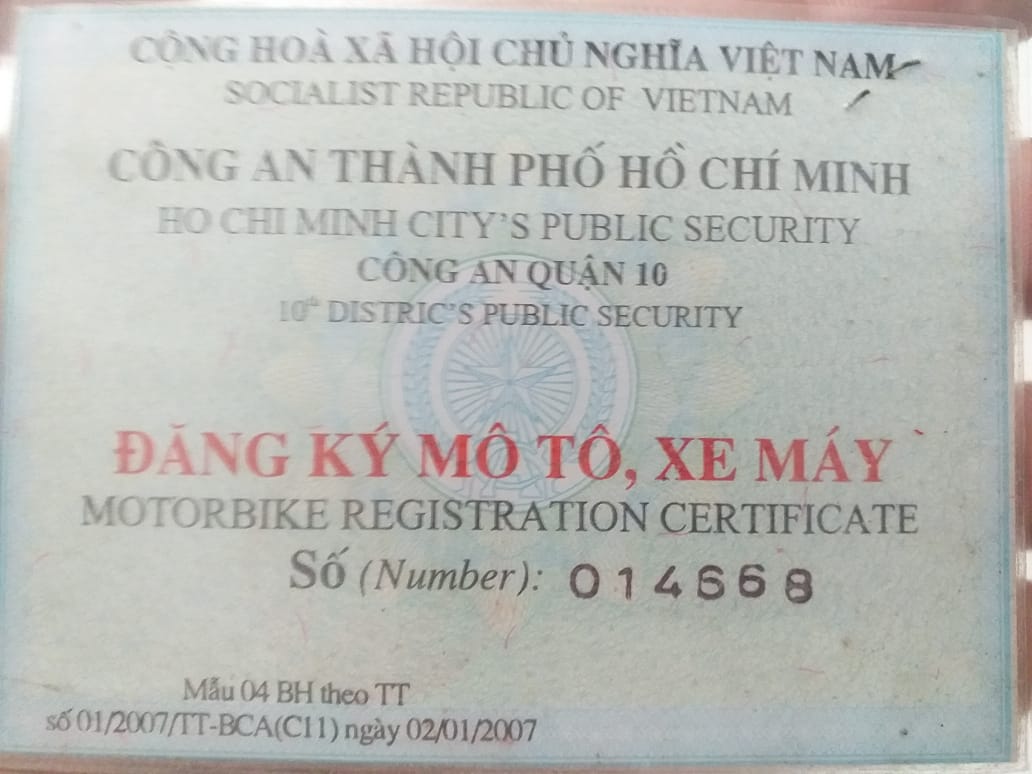 CỘNG HOÀ XÃ HỘI CHỦ NGHĨA VIỆT NAM
SOCIALIST REPUBLIC OF VIETNAM
CÔNG AN THÀNH PHỐ HỒ CHÍ MINH
HO CHI MINH CITY'S PUBLIC SECURITY
CÔNG AN QUẬN 10
10th DISTRIC'S PUBLIC SECURITY
ĐĂNG KÝ MÔ TÔ, XE MÁY
MOTORBIKE REGISTRATION CERTIFICATE
Số (Number): 014668
Mẫu 04 BH theo TT
số 01/2007/TT-BCA(C11) ngày 02/01/2007